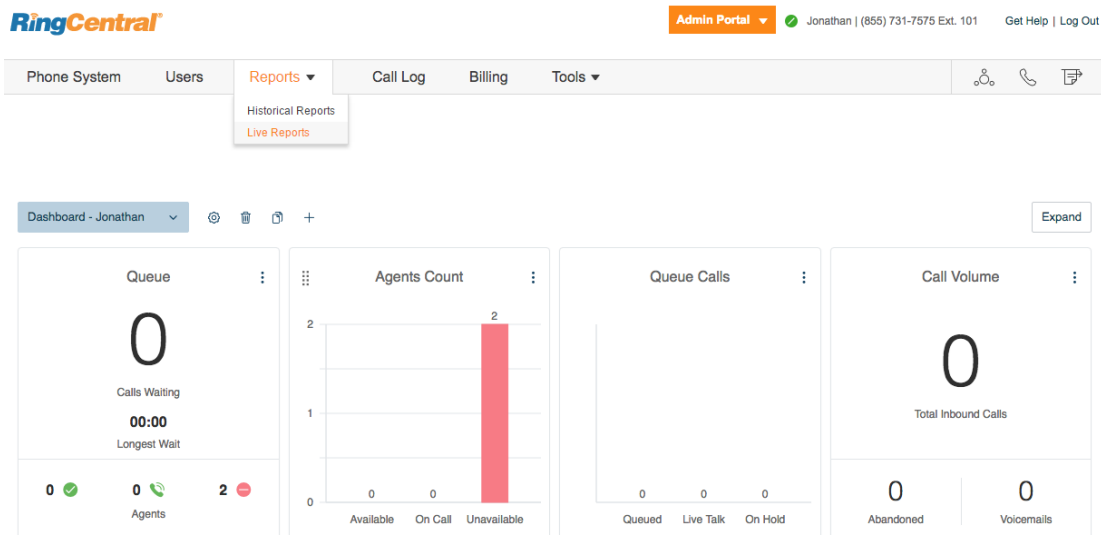 RingCentral®
Admin Portal
Jonathan | (855) 731-7575 Ext. 101
Get Help | Log Out
Phone System Users Reports Call Log Billing Tools
Historical Reports
Live Reports
Dashboard - Jonathan
Expand
Queue
0
Calls Waiting
00:00
Longest Wait
0 0 2
Agents
Agents Count
2
2
1
0
0 0
Available On Call Unavailable
Queue Calls
0 0 0
Queued Live Talk On Hold
Call Volume
0
Total Inbound Calls
0 0
Abandoned Voicemails